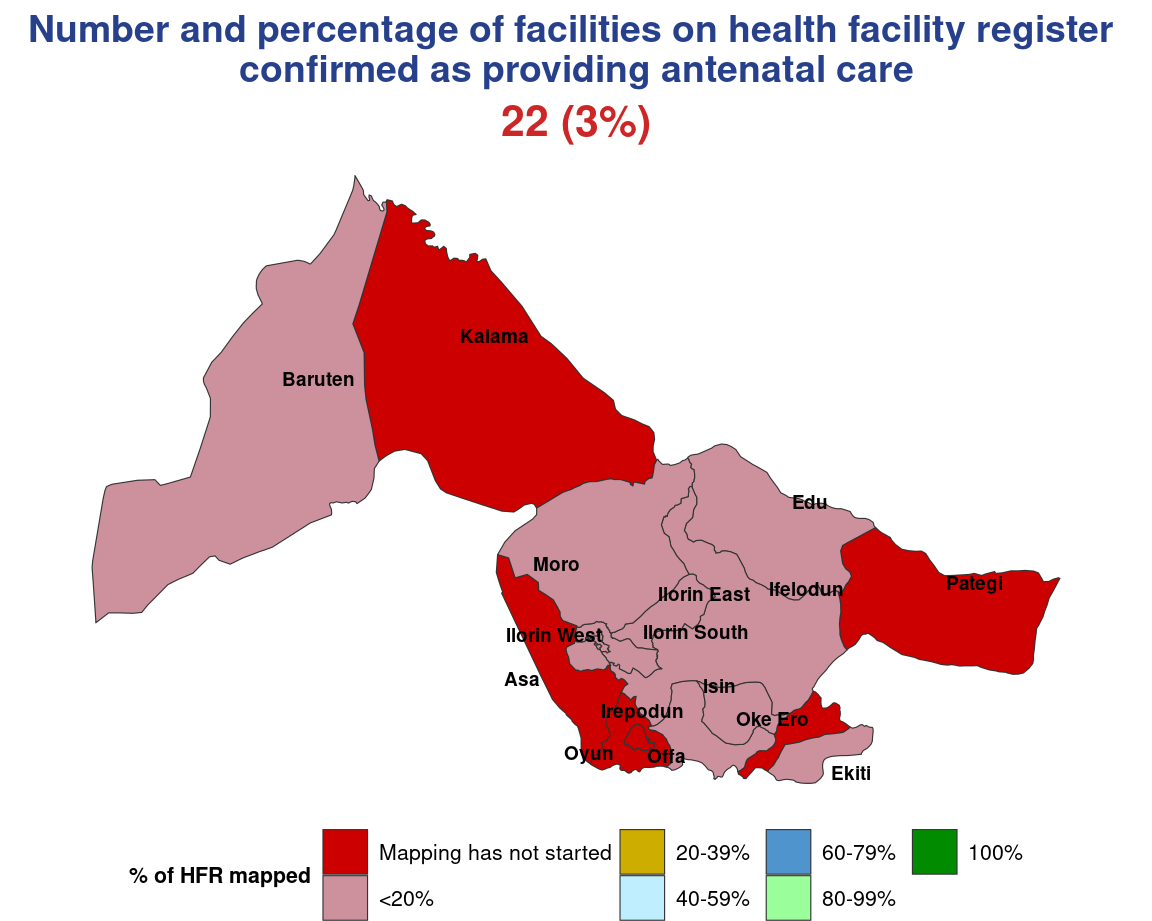 Number and percentage of facilities on health facility register
confirmed as providing antenatal care
22 (3%)
Kaiama
Baruten
Edu
Moro
Pategi
Ilorin East
Ifelodun
Ilorin West
Ilorin South
Asa
Isin
Irepodun
Oke Ero
Oyun
Offa
Ekiti
% of HFR mapped
Mapping has not started
<20%
20-39%
40-59%
60-79%
80-99%
100%